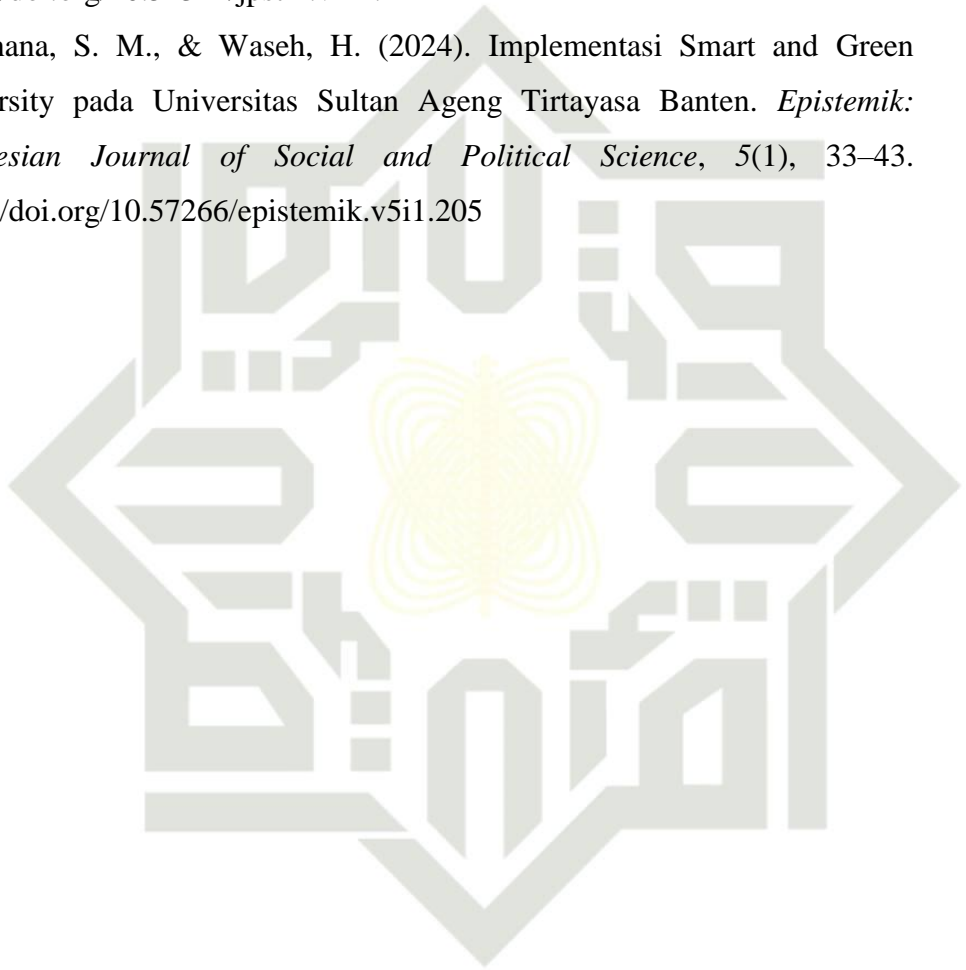 S. M., & Waseh, H. (2024). Implementasi Smart and Green
rsity pada Universitas Sultan Ageng Tirtayasa Banten. Epistemik:
esian Journal of Social and Political Science, 5(1), 33–43.
/doi.org/10.57266/epistemik.v5i1.205